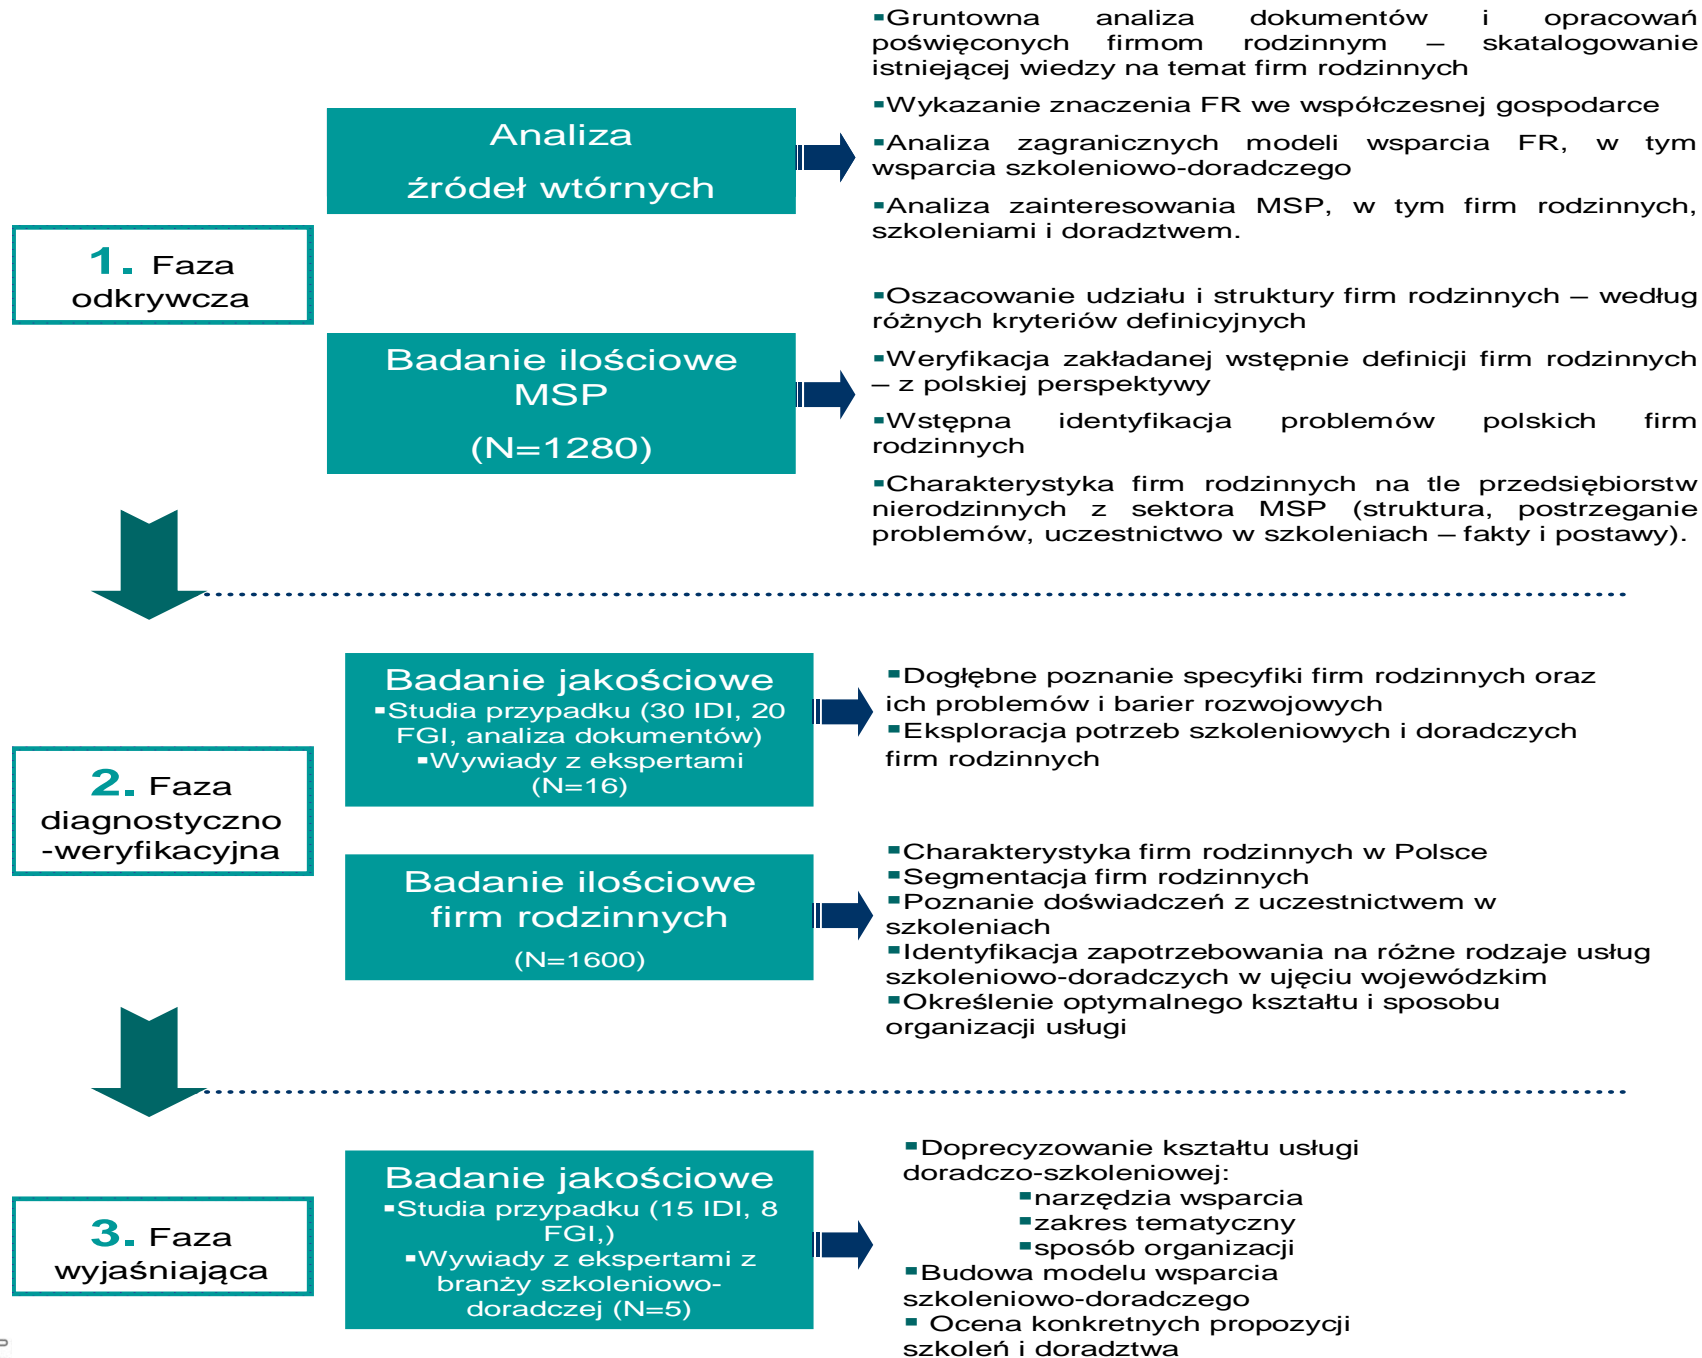 1. Faza
odkrywcza
Analiza
źródeł wtórnych
▪Gruntowna analiza dokumentów i opracowań
poświęconych firmom rodzinnym – skatalogowanie
istniejącej wiedzy na temat firm rodzinnych
▪Wykazanie znaczenia FR we współczesnej gospodarce
▪Analiza zagranicznych modeli wsparcia FR, w tym
wsparcia szkoleniowo-doradczego
▪Analiza zainteresowania MSP, w tym firm rodzinnych,
szkoleniami i doradztwem.
Badanie ilościowe
MSP
(N=1280)
▪Oszacowanie udziału i struktury firm rodzinnych – według
różnych kryteriów definicyjnych
▪Weryfikacja zakładanej wstępnie definicji firm rodzinnych
– z polskiej perspektywy
▪Wstępna identyfikacja problemów polskich firm
rodzinnych
▪Charakterystyka firm rodzinnych na tle przedsiębiorstw
nierodzinnych z sektora MSP (struktura, postrzeganie
problemów, uczestnictwo w szkoleniach – fakty i postawy).
2. Faza
diagnostyczno
-weryfikacyjna
Badanie jakościowe
▪Studia przypadku (30 IDI, 20
FGI, analiza dokumentów)
▪Wywiady z ekspertami
(N=16)
▪Dogłębne poznanie specyfiki firm rodzinnych oraz
ich problemów i barier rozwojowych
▪Eksploracja potrzeb szkoleniowych i doradczych
firm rodzinnych
Badanie ilościowe
firm rodzinnych
(N=1600)
▪Charakterystyka firm rodzinnych w Polsce
▪Segmentacja firm rodzinnych
▪Poznanie doświadczeń z uczestnictwem w
szkoleniach
▪Identyfikacja zapotrzebowania na różne rodzaje usług
szkoleniowo-doradczych w ujęciu wojewódzkim
▪Określenie optymalnego kształtu i sposobu
organizacji usługi
3. Faza
wyjaśniająca
Badanie jakościowe
▪Studia przypadku (15 IDI, 8
FGI,)
▪Wywiady z ekspertami z
branży szkoleniowo-
doradczej (N=5)
▪Doprecyzowanie kształtu usługi
doradczo-szkoleniowej:
▪narzędzia wsparcia
▪zakres tematyczny
▪sposób organizacji
▪Budowa modelu wsparcia
szkoleniowo-doradczego
▪ Ocena konkretnych propozycji
szkoleń i doradztwa